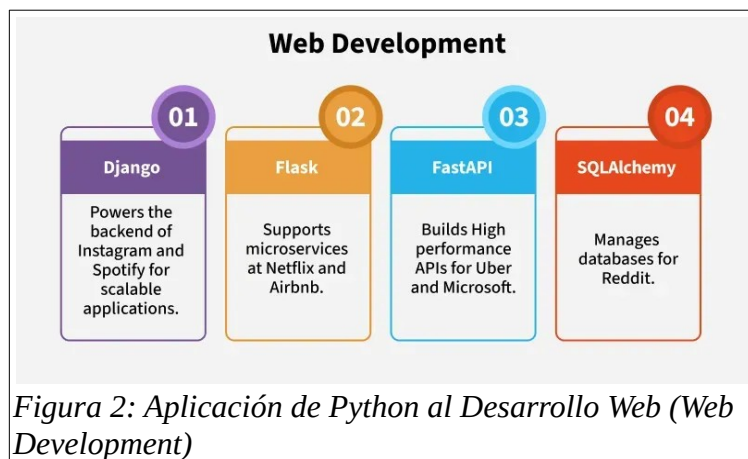 Web Development
01
Django
Powers the
backend of
Instagram and
Spotify for
scalable
applications.
02
Flask
Supports
microservices
at Netflix and
Airbnb.
03
FastAPI
Builds High
performance
APIs for Uber
and Microsoft.
04
SQLAlchemy
Manages
databases for
Reddit.
Figura 2: Aplicación de Python al Desarrollo Web (Web
Development)